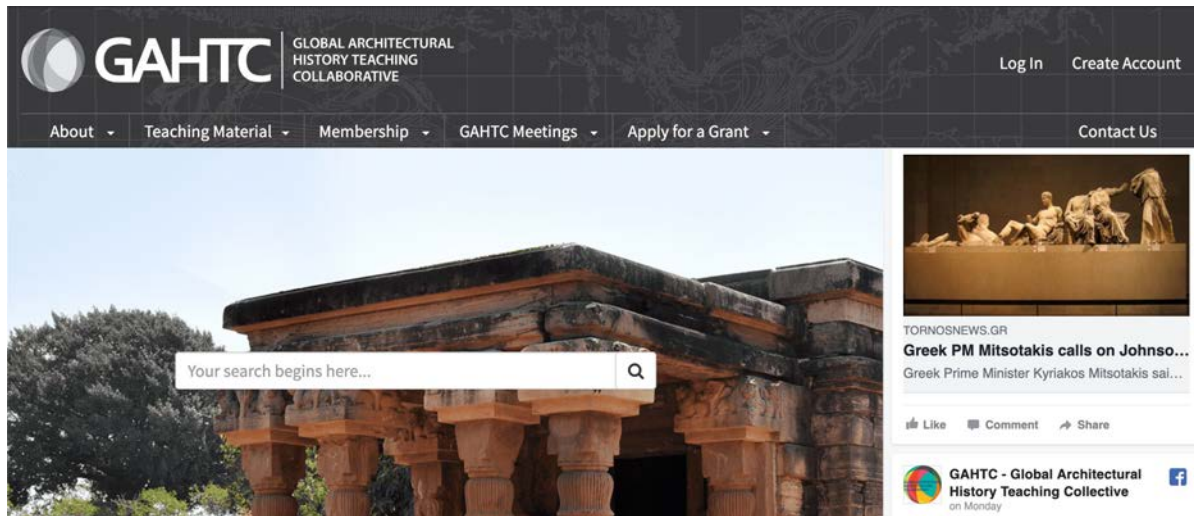 GAHTC
GLOBAL ARCHITECTURAL
HISTORY TEACHING
COLLABORATIVE
Log In Create Account
About Teaching Material Membership GAHTC Meetings Apply for a Grant Contact Us
Your search begins here...
TORNOSNEWS.GR
Greek PM Mitsotakis calls on Johnso...
Greek Prime Minister Kyriakos Mitsotakis sai...
Like Comment Share
GAHTC - Global Architectural
History Teaching Collective
on Monday